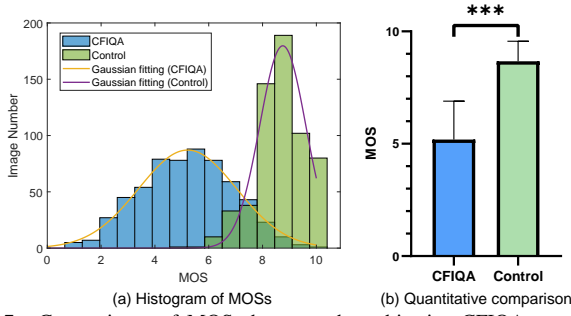 200
150
100
50
0
Image Number
CFIQA
Control
Gaussian fitting (CFIQA)
Gaussian fitting (Control)
0 2 4 6 8 10
MOS
(a) Histogram of MOSs
***
10
5
0
MOS
CFIQA Control
(b) Quantitative comparison